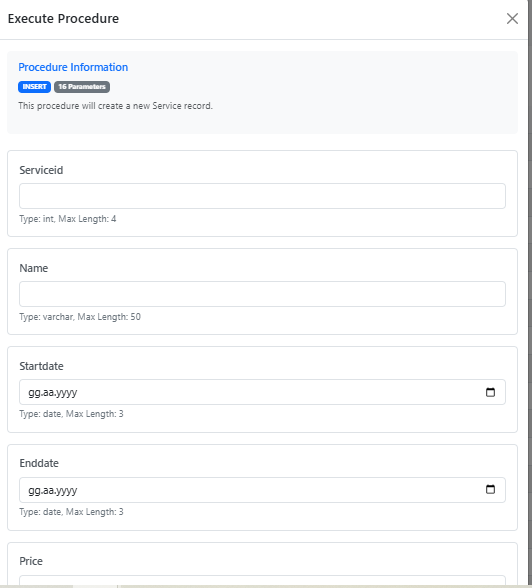 Execute Procedure
Procedure Information
INSERT 16 Parameters
This procedure will create a new Service record.
Serviceid
Type: int, Max Length: 4
Name
Type: varchar, Max Length: 50
Startdate
gg.aa.yyyy
Type: date, Max Length: 3
Enddate
gg.aa.yyyy
Type: date, Max Length: 3
Price